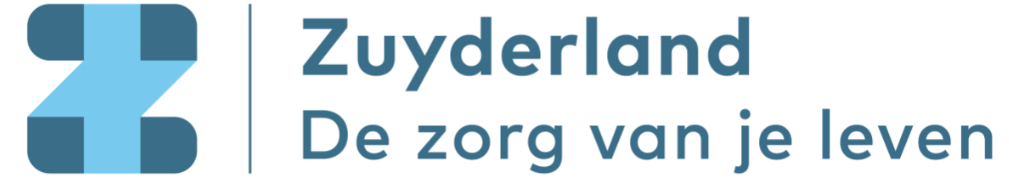 Zuyderland
De zorg van je leven